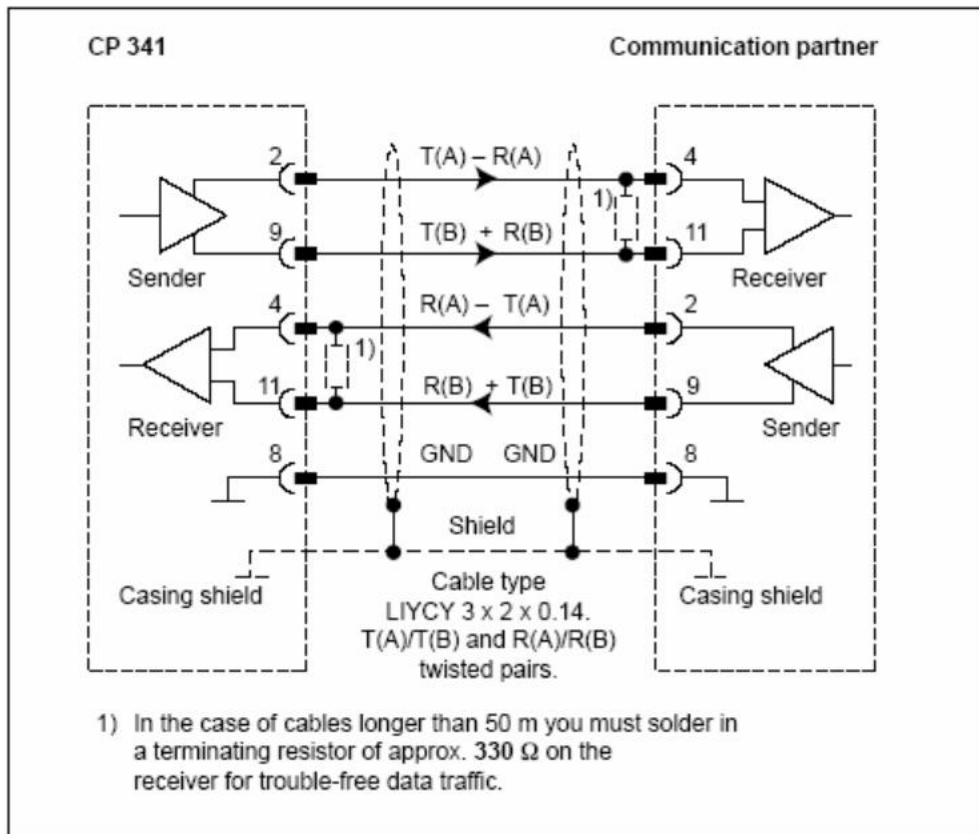 CP 341
Communication partner
2
T(A) – R(A)
4
1)
9
T(B) + R(B)
11
Sender
Receiver
4
R(A) – T(A)
2
1)
11
R(B) + T(B)
9
Receiver
Sender
8
GND GND
8
Shield
Casing shield
Cable type
Casing shield
LIYCY 3 x 2 x 0.14.
T(A)/T(B) and R(A)/R(B)
twisted pairs.
1) In the case of cables longer than 50 m you must solder in
a terminating resistor of approx. 330 Ω on the
receiver for trouble-free data traffic.